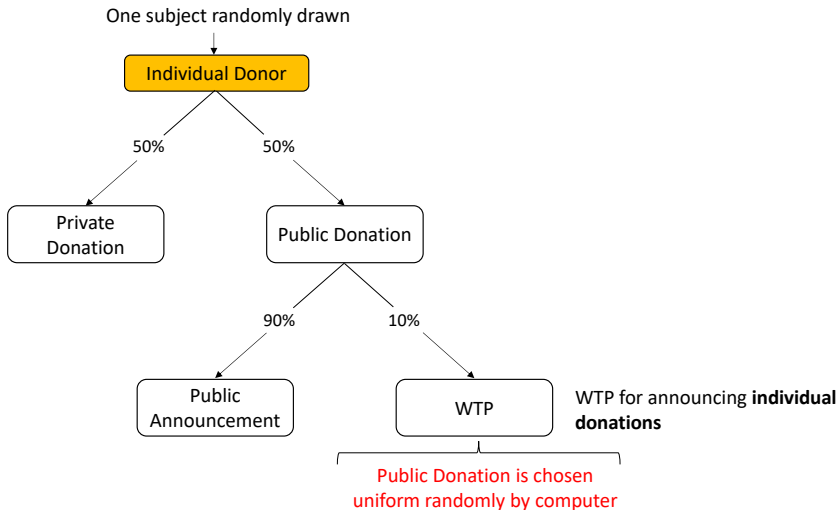 One subject randomly drawn
Individual Donor
50%
50%
Private
Donation
Public Donation
90%
10%
Public
Announcement
WTP
WTP for announcing individual
donations
Public Donation is chosen
uniform randomly by computer